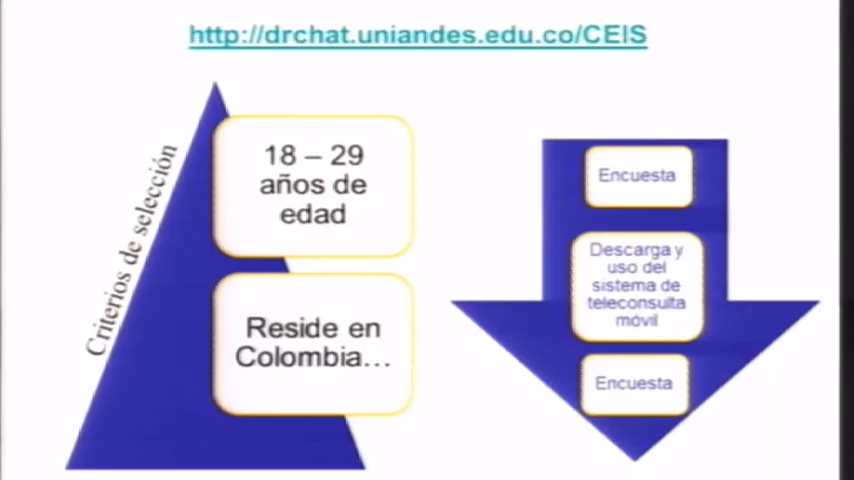 http://drchat.uniandes.edu.co/CEIS
Criterios de selección
18 – 29
años de
edad
Reside en
Colombia...
Encuesta
Descarga y
uso del
sistema de
teleconsulta
móvil
Encuesta